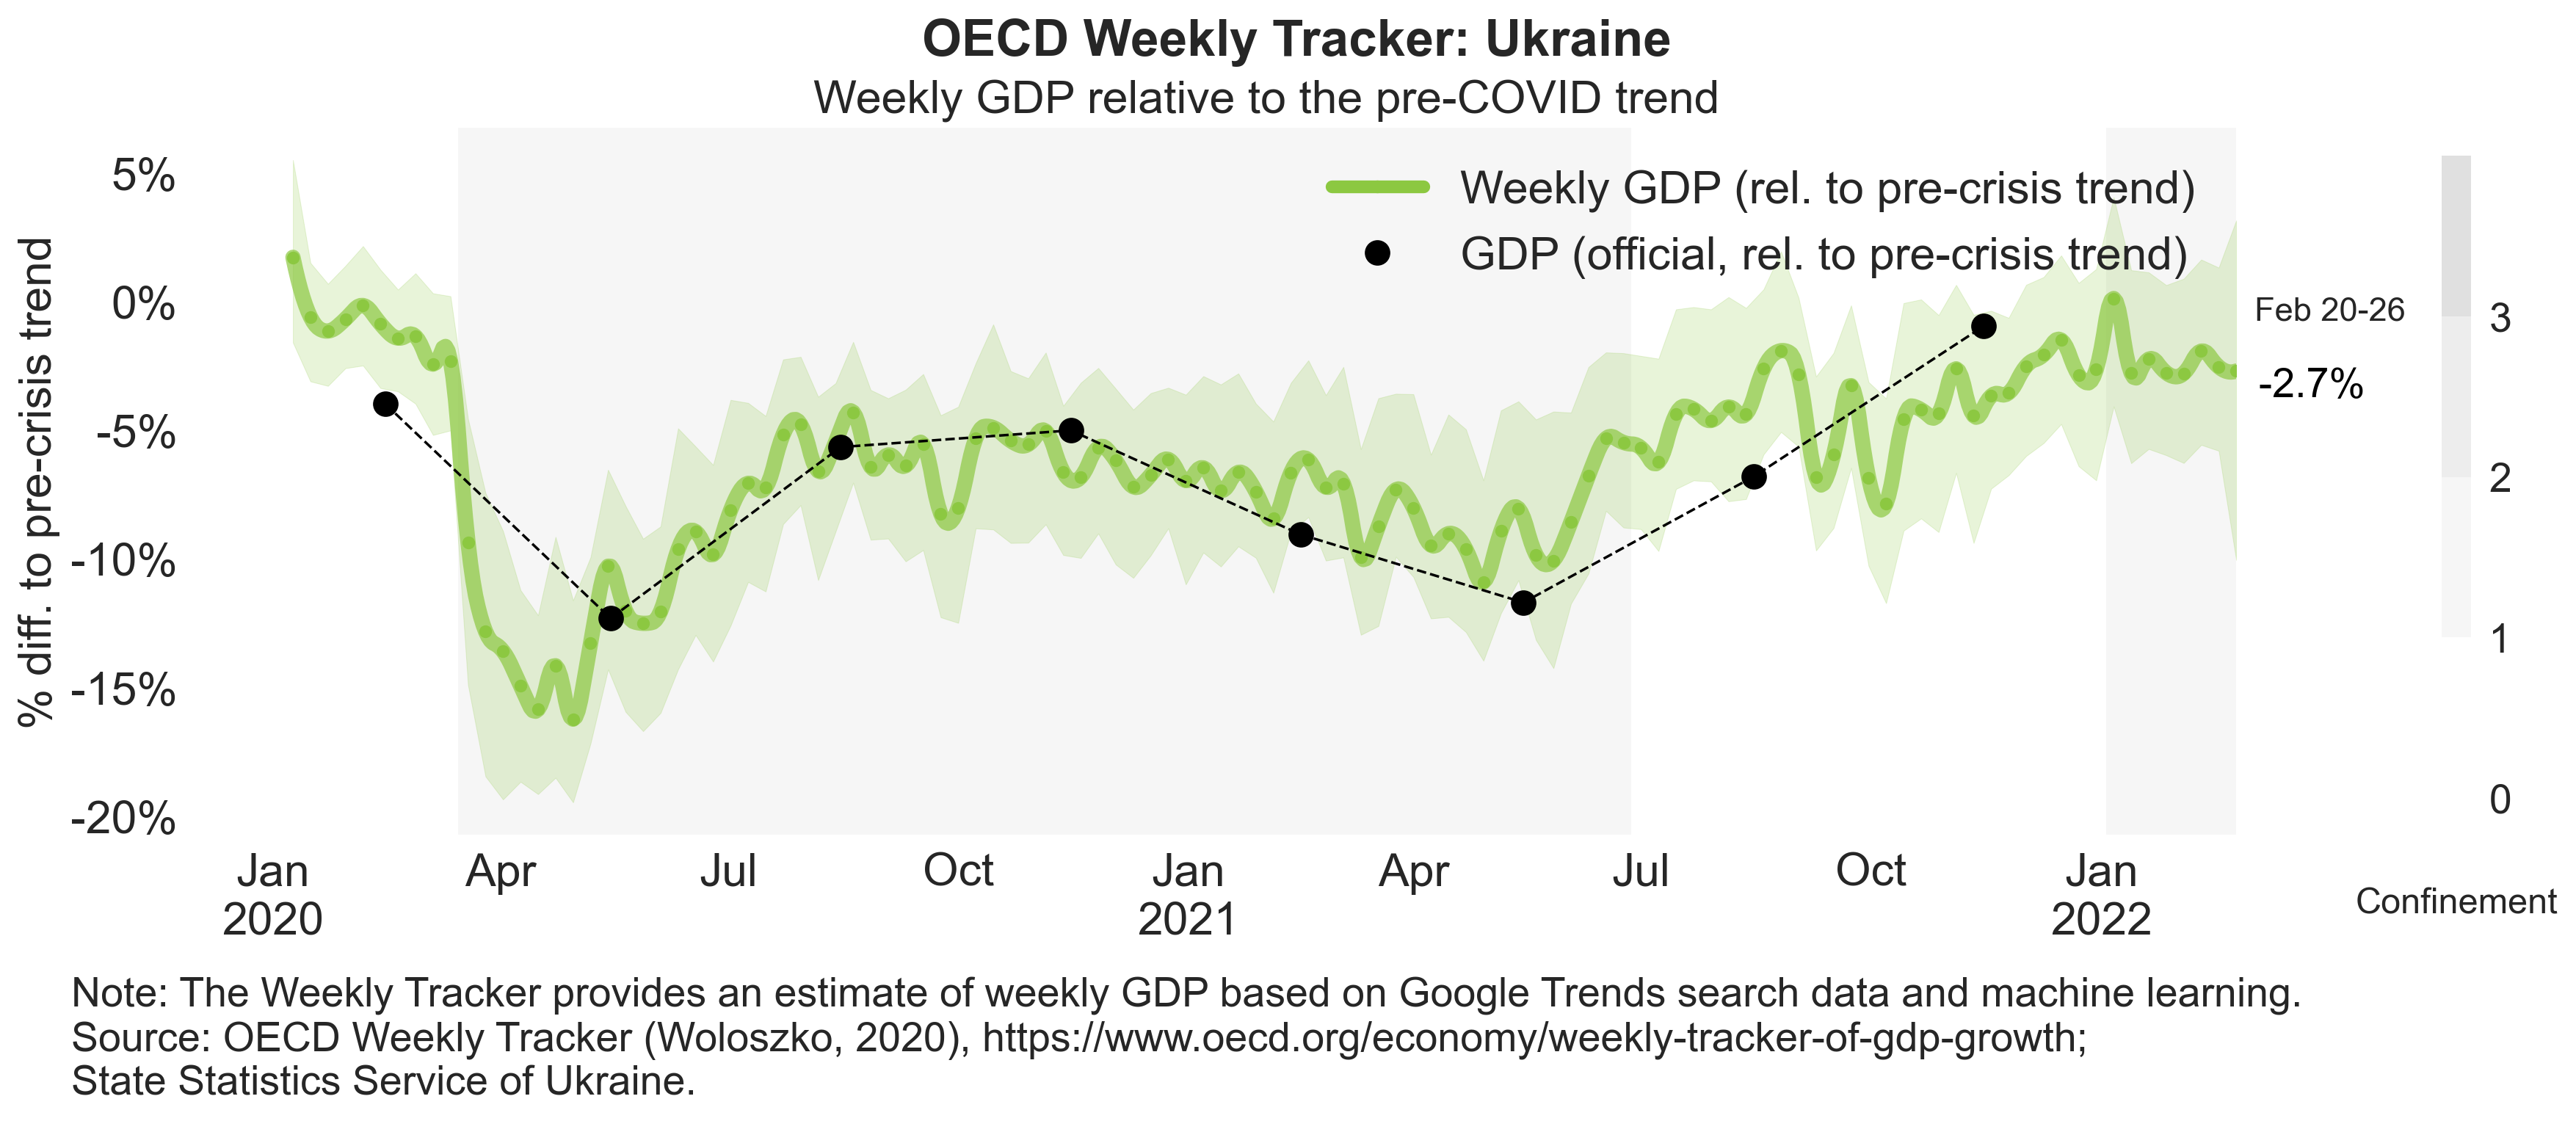 OECD Weekly Tracker: Ukraine
Weekly GDP relative to the pre-COVID trend
% diff. to pre-crisis trend
5%
0%
-5%
-10%
-15%
-20%
Weekly GDP (rel. to pre-crisis trend)
GDP (official, rel. to pre-crisis trend)
Feb 20-26
-2.7%
3
2
1
0
Confinement
Jan Apr Jul Oct Jan Apr Jul Oct Jan
2020 2021 2022
Note: The Weekly Tracker provides an estimate of weekly GDP based on Google Trends search data and machine learning.
Source: OECD Weekly Tracker (Woloszko, 2020), https://www.oecd.org/economy/weekly-tracker-of-gdp-growth;
State Statistics Service of Ukraine.